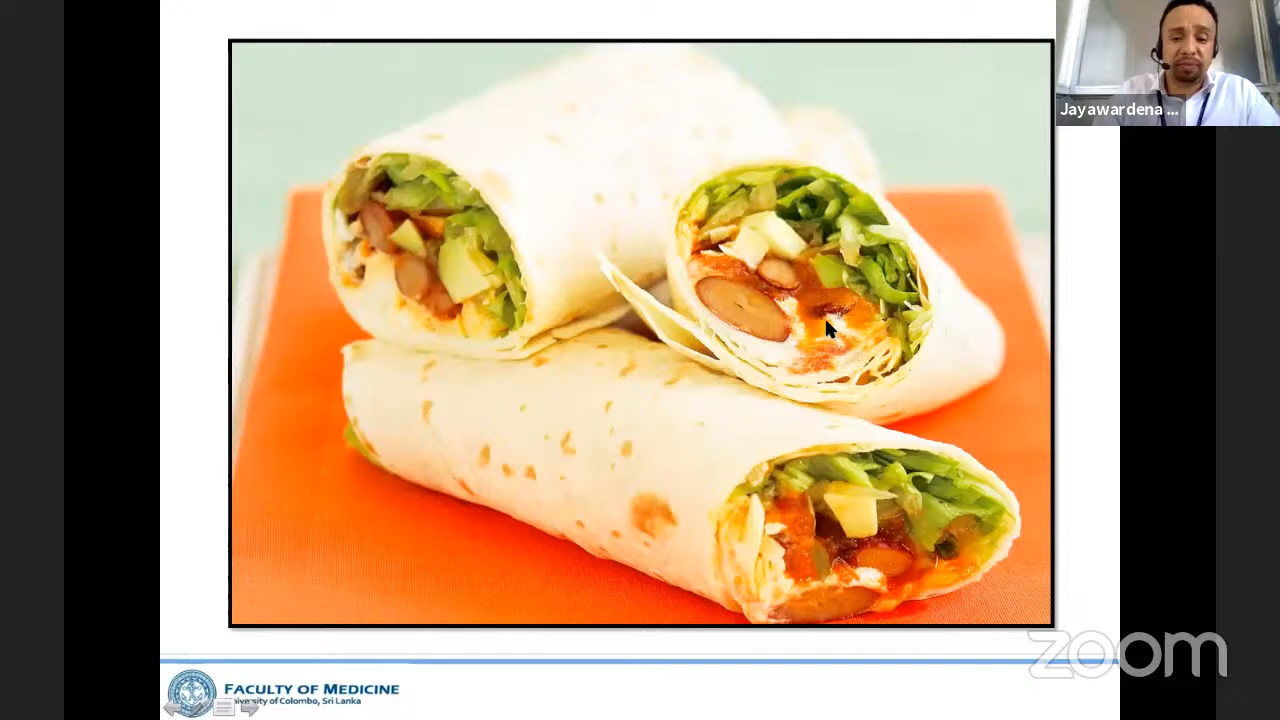 Jayawardena ...
zoom
FACULTY OF MEDICINE
University of Colombo, Sri Lanka